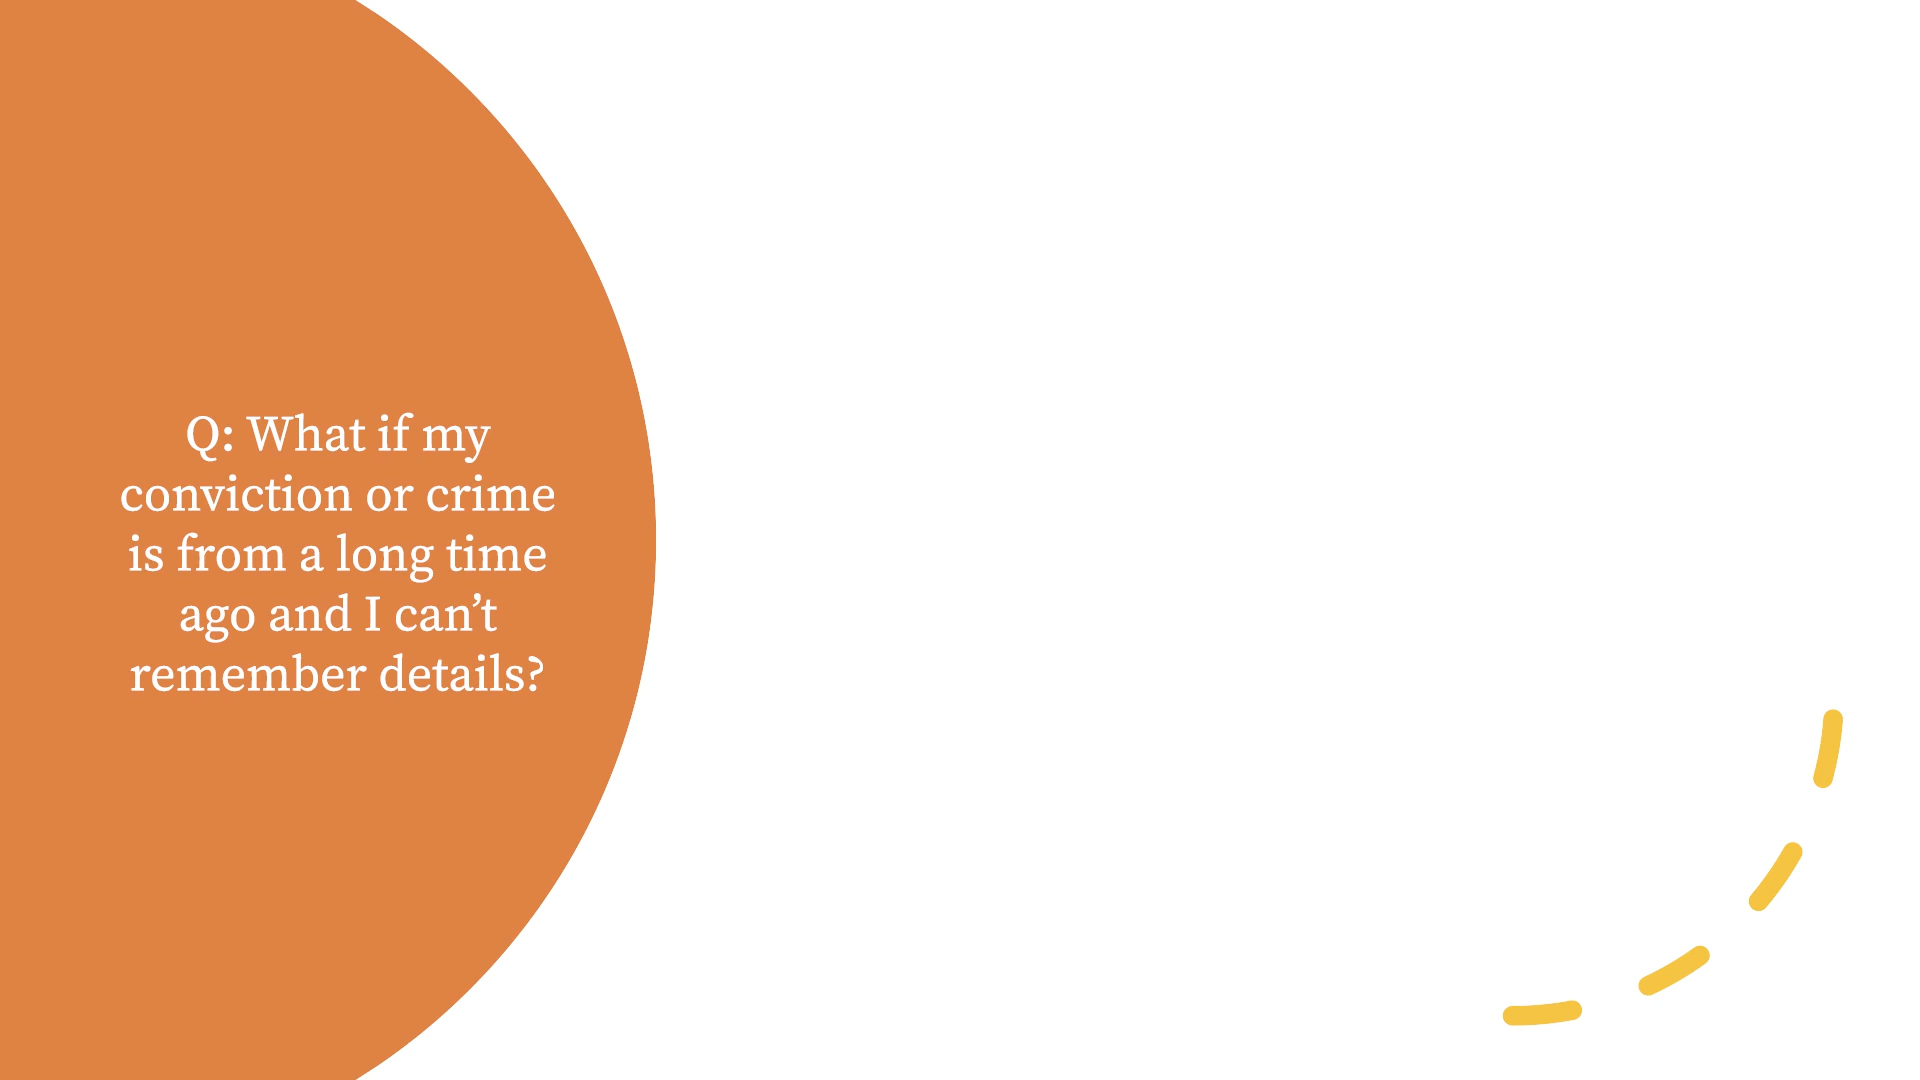 Q: What if my
conviction or crime
is from a long time
ago and I can’t
remember details?